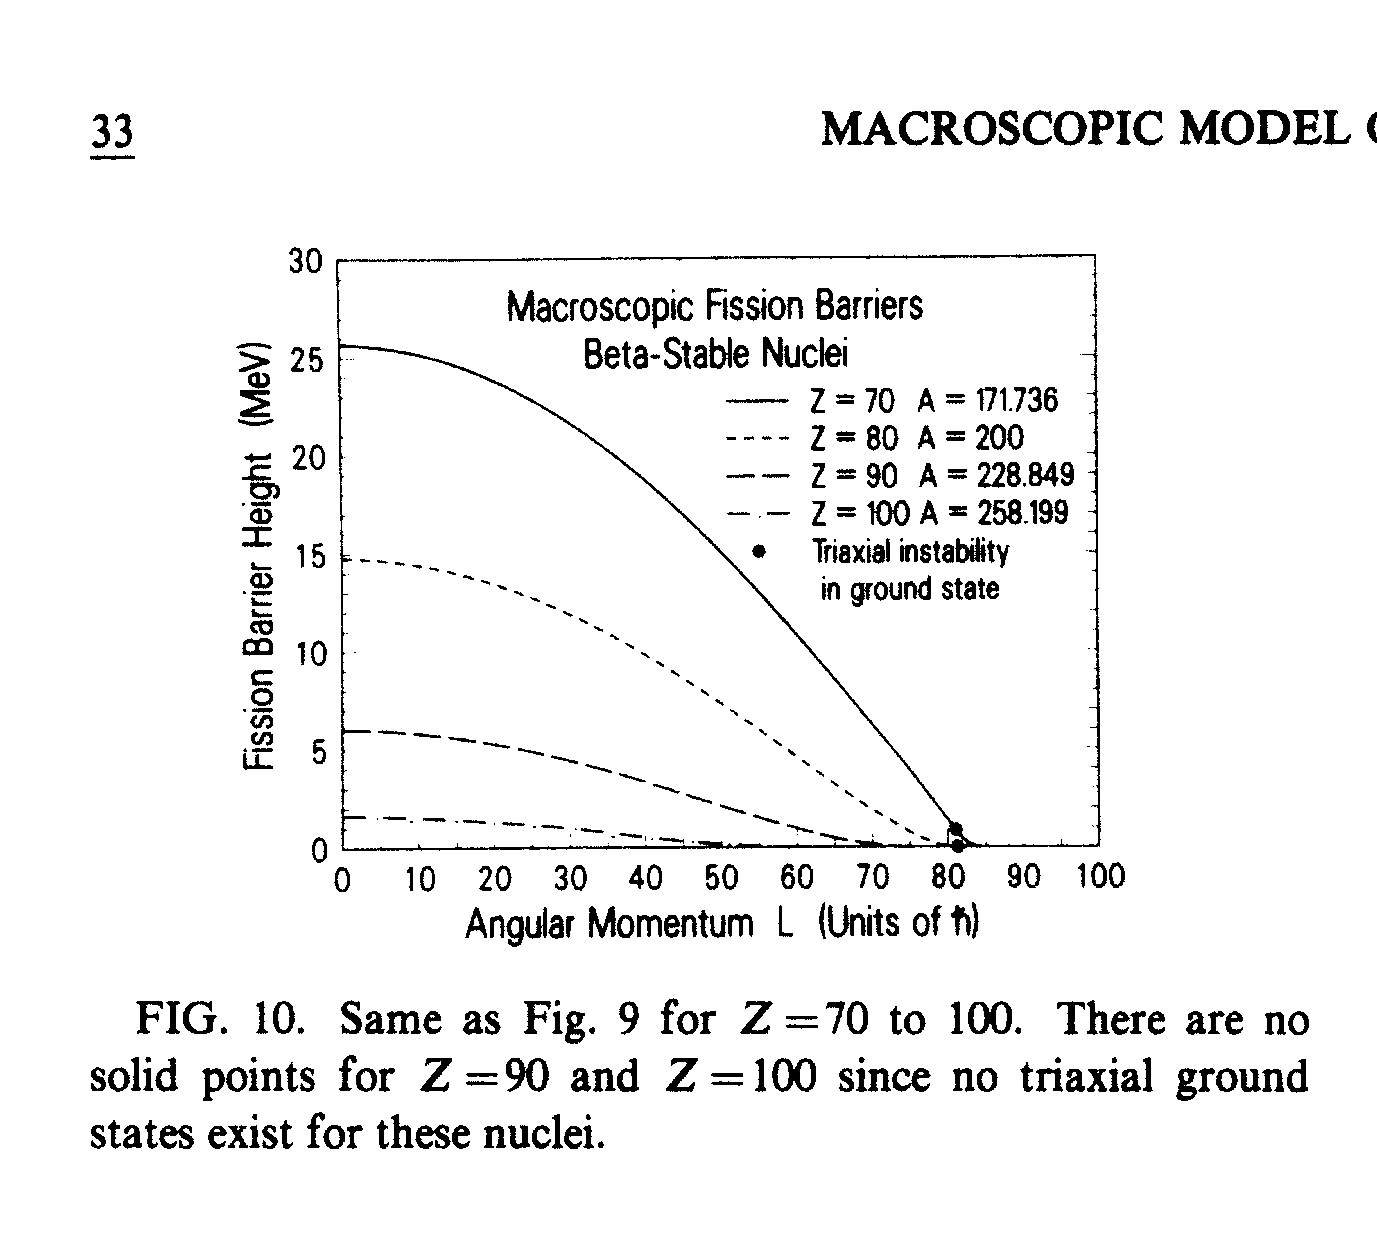 33
MACROSCOPIC MODEL
30
25
20
15
10
5
0
Fission Barrier Height (MeV)
Macroscopic Fission Barriers
Beta-Stable Nuclei
Z = 70 A = 171.736
Z = 80 A = 200
Z = 90 A = 228.849
Z = 100 A = 258.199
Triaxial instability
in ground state
0 10 20 30 40 50 60 70 80 90 100
Angular Momentum L (Units of ħ)
FIG. 10. Same as Fig. 9 for Z=70 to 100. There are no
solid points for Z=90 and Z=100 since no triaxial ground
states exist for these nuclei.